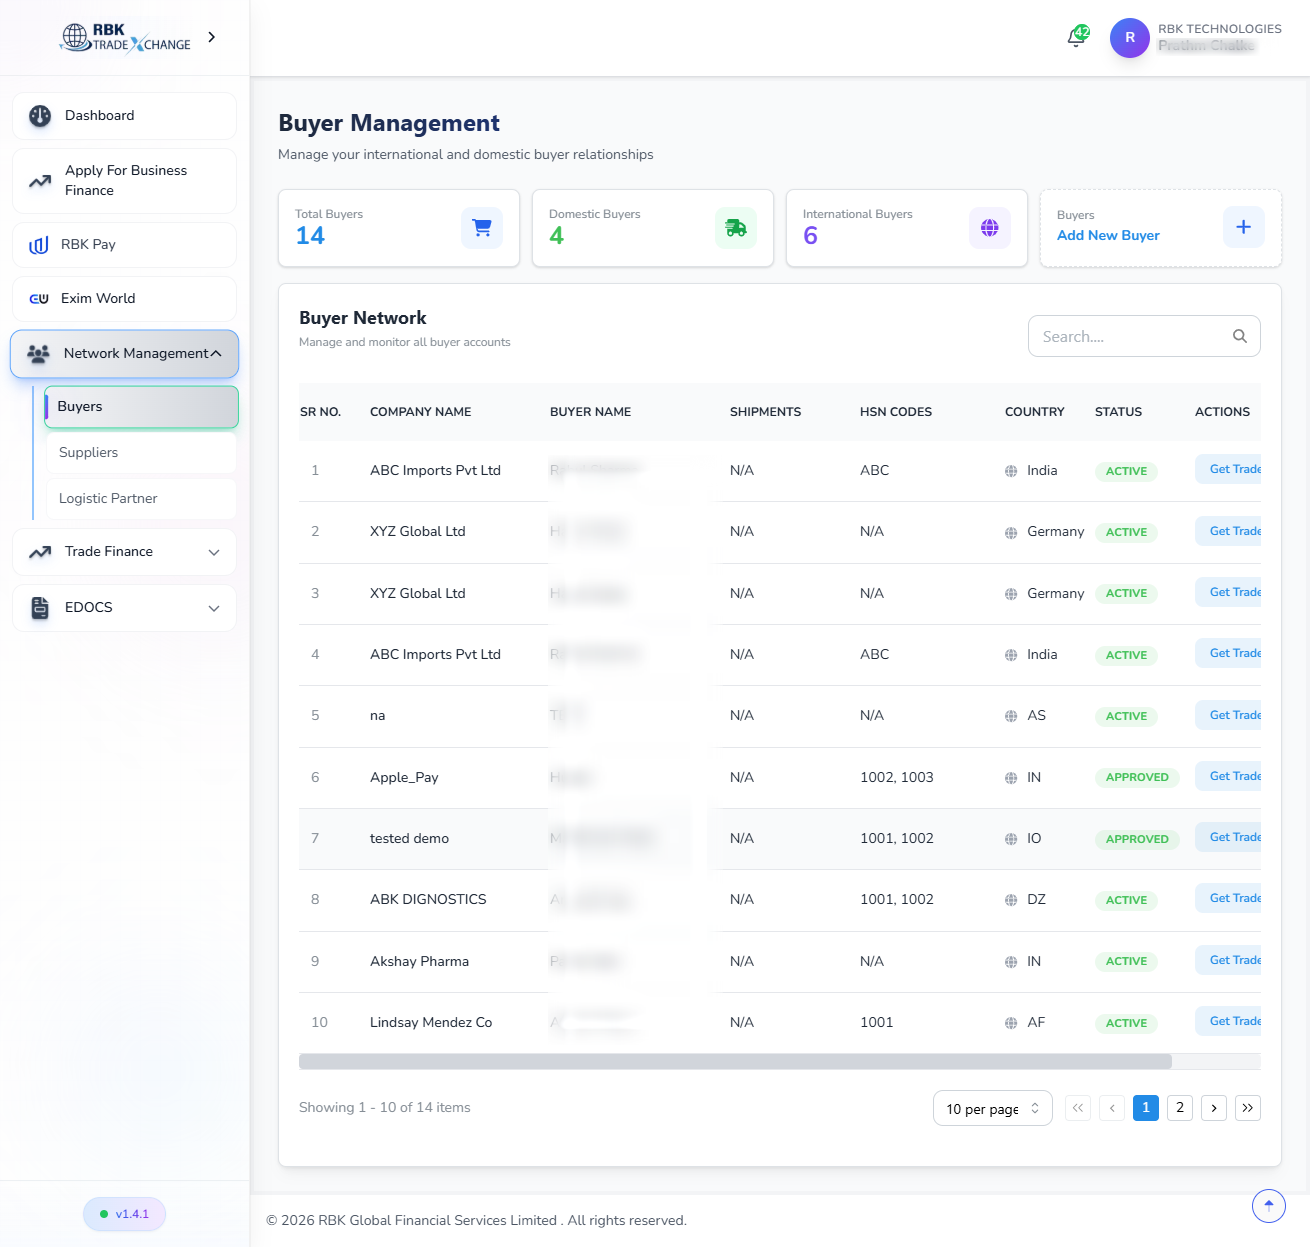 RBK
TRADEXCHANGE
42
R
RBK TECHNOLOGIES
Dashboard
Apply For Business
Finance
RBK Pay
Exim World
Network Management
Buyers
Suppliers
Logistic Partner
Trade Finance
EDOCS
v1.4.1
Buyer Management
Manage your international and domestic buyer relationships
Total Buyers
14
Domestic Buyers
4
International Buyers
6
Buyers
Add New Buyer
Buyer Network
Manage and monitor all buyer accounts
Search....
SR NO. COMPANY NAME BUYER NAME SHIPMENTS HSN CODES COUNTRY STATUS ACTIONS
1 ABC Imports Pvt Ltd N/A ABC India ACTIVE Get Trade
2 XYZ Global Ltd N/A N/A Germany ACTIVE Get Trade
3 XYZ Global Ltd N/A N/A Germany ACTIVE Get Trade
4 ABC Imports Pvt Ltd N/A ABC India ACTIVE Get Trade
5 na N/A N/A AS ACTIVE Get Trade
6 Apple_Pay N/A 1002, 1003 IN APPROVED Get Trade
7 tested demo N/A 1001, 1002 IO APPROVED Get Trade
8 ABK DIGNOSTICS N/A 1001, 1002 DZ ACTIVE Get Trade
9 Akshay Pharma N/A N/A IN ACTIVE Get Trade
10 Lindsay Mendez Co N/A 1001 AF ACTIVE Get Trade
Showing 1 - 10 of 14 items
10 per page
1 2
© 2026 RBK Global Financial Services Limited . All rights reserved.